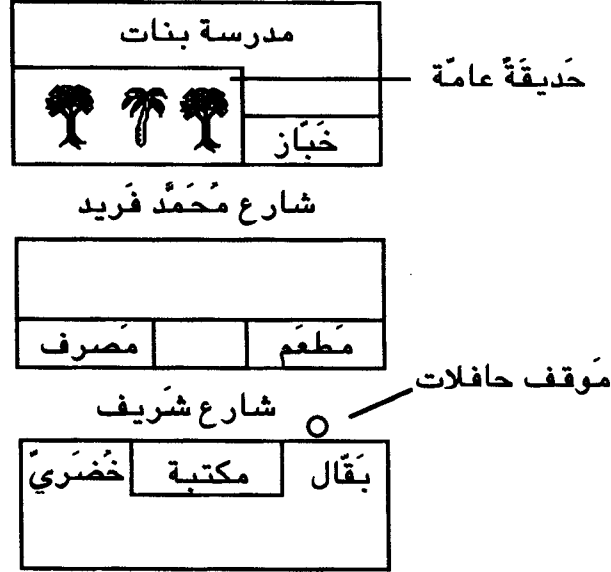 مدرسة بنات
حَديقَةٌ عامّة
خَبّاز
شارع مُحَمَّد فَريد
مَطعَم مَصرف
مَوقف حافلات
شارع شَريف
بَقّال مكتبة خُضَريّ